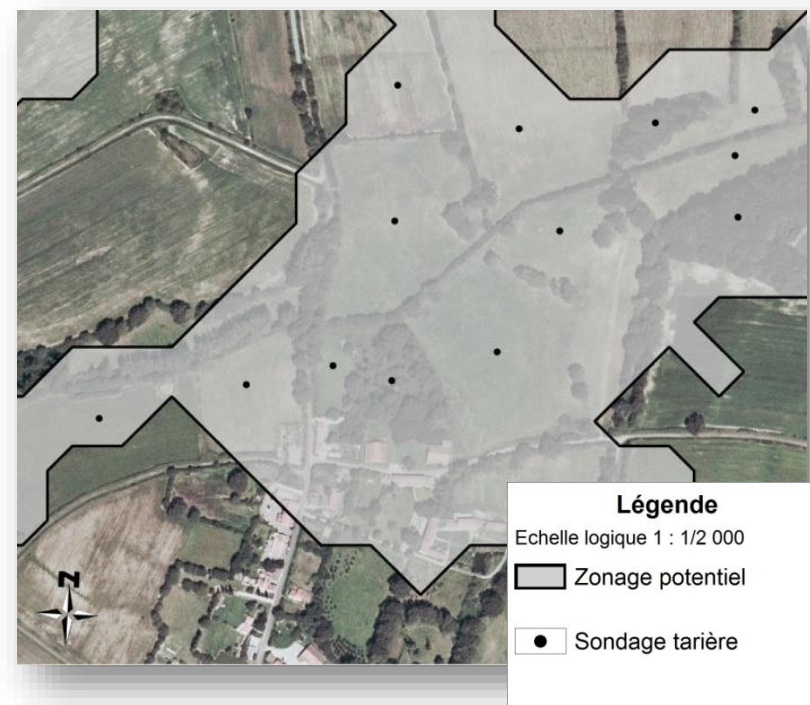 N
Légende
Echelle logique 1 : 1/2 000
Zonage potentiel
Sondage tarière